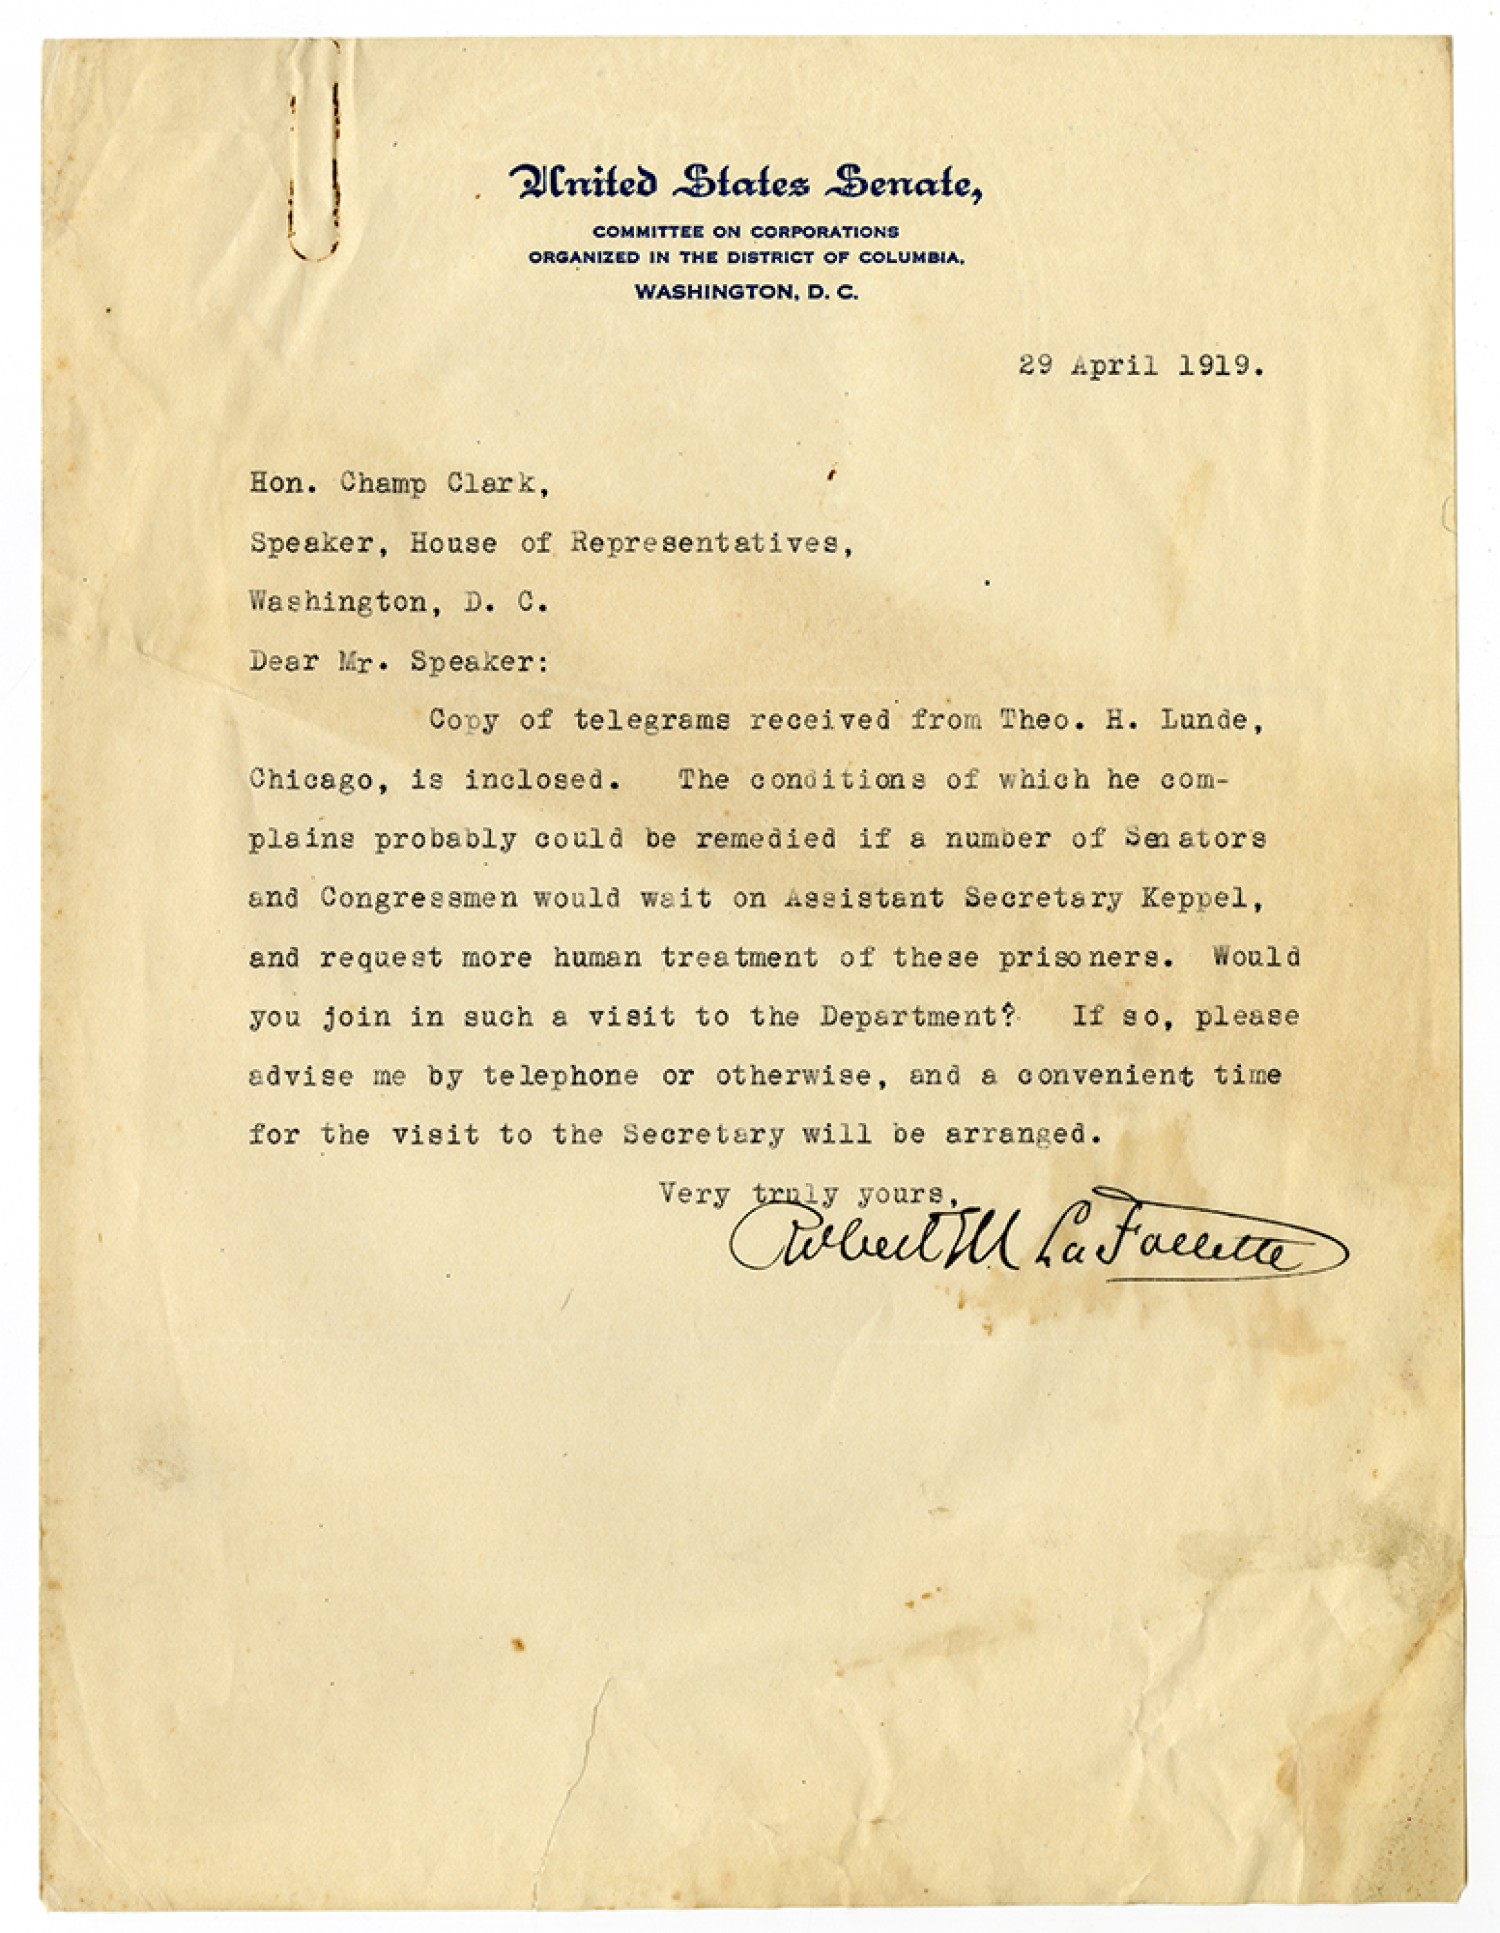 United States Senate,
COMMITTEE ON CORPORATIONS
ORGANIZED IN THE DISTRICT OF COLUMBIA.
WASHINGTON, D. C.
29 April 1919.
Hon. Champ Clark,
Speaker, House of Representatives,
Washington, D. C.
Dear Mr. Speaker:
Copy of telegrams received from Theo. H. Lunde,
Chicago, is inclosed. The conditions of which he com-
plains probably could be remedied if a number of Senators
and Congressmen would wait on Assistant Secretary Keppel,
and request more human treatment of these prisoners. Would
you join in such a visit to the Department? If so, please
advise me by telephone or otherwise, and a convenient time
for the visit to the Secretary will be arranged.
Very truly yours,
Robert M La Follette